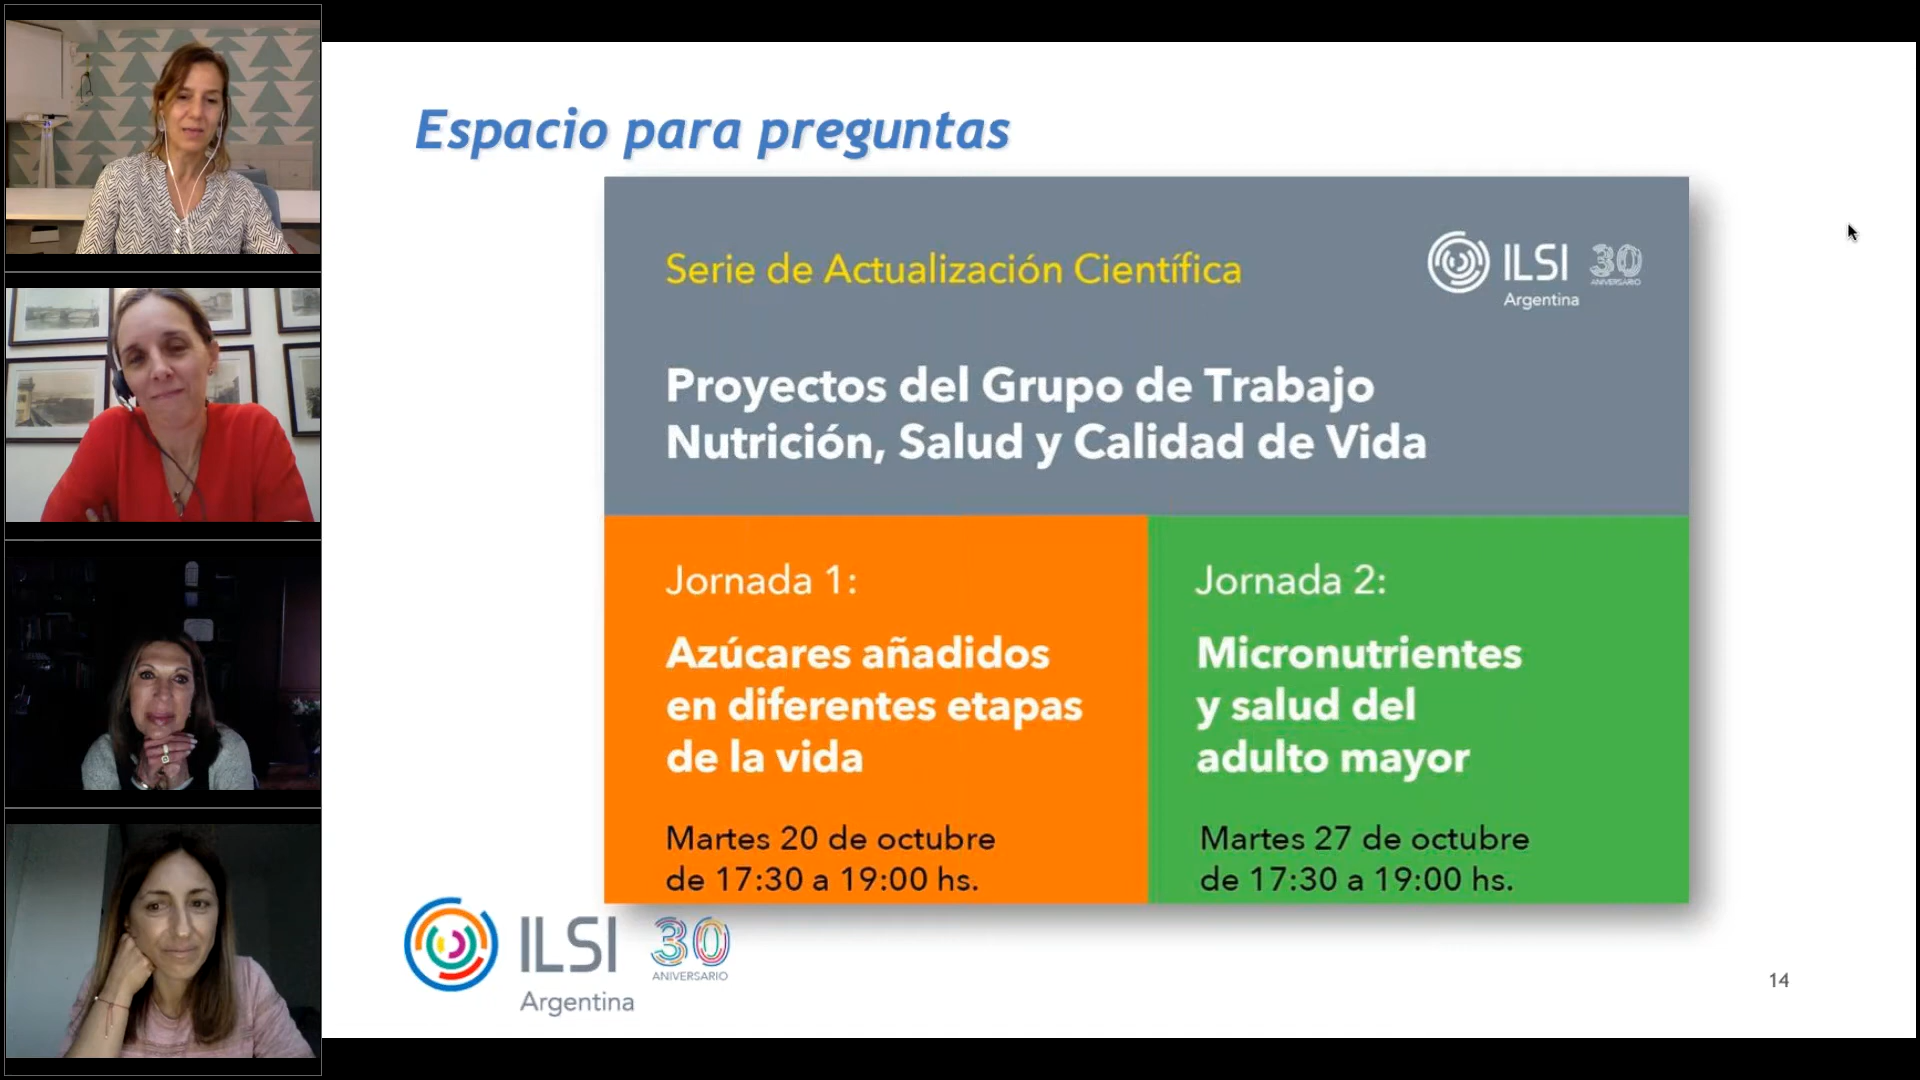 Espacio para preguntas
Serie de Actualización Científica
ILSI 30
ANIVERSARIO
Argentina
Proyectos del Grupo de Trabajo
Nutrición, Salud y Calidad de Vida
Jornada 1:
Azúcares añadidos
en diferentes etapas
de la vida
Martes 20 de octubre
de 17:30 a 19:00 hs.
Jornada 2:
Micronutrientes
y salud del
adulto mayor
Martes 27 de octubre
de 17:30 a 19:00 hs.
ILSI 30
ANIVERSARIO
Argentina
14